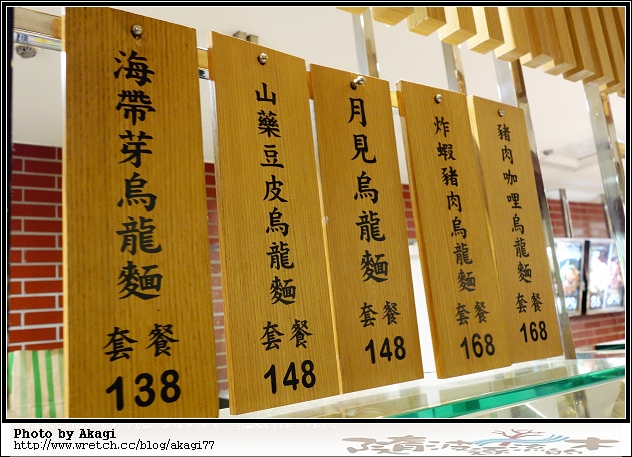 海帶芽烏龍麵
套餐
138
山藥豆皮烏龍麵
套餐
148
月見烏龍麵
套餐
148
炸蝦豬肉烏龍麵
套餐
168
豬肉咖哩烏龍麵
套餐
168
Photo by Akagi
http://www.wretch.cc/blog/akagi77